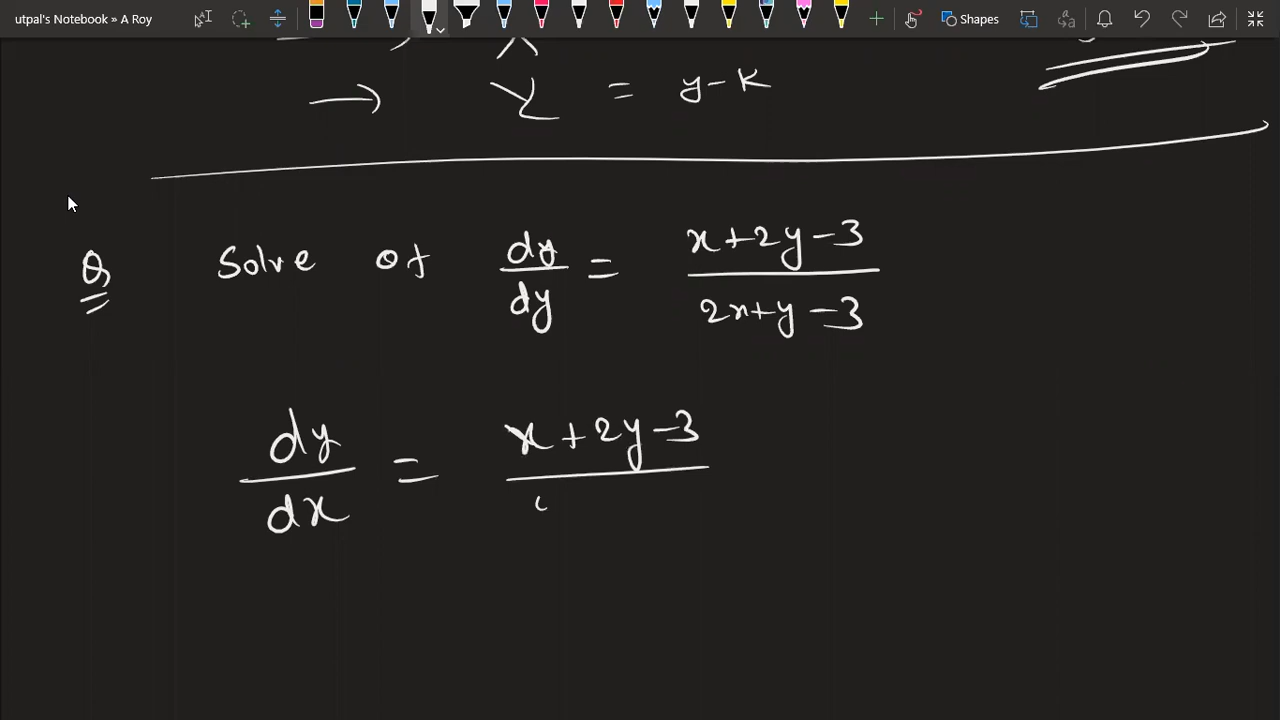 utpal's Notebook » A Roy
Shapes
→ Y = y-k
Q Solve of dy/dy = x+2y-3/2x+y-3
dy/dx = x+2y-3/